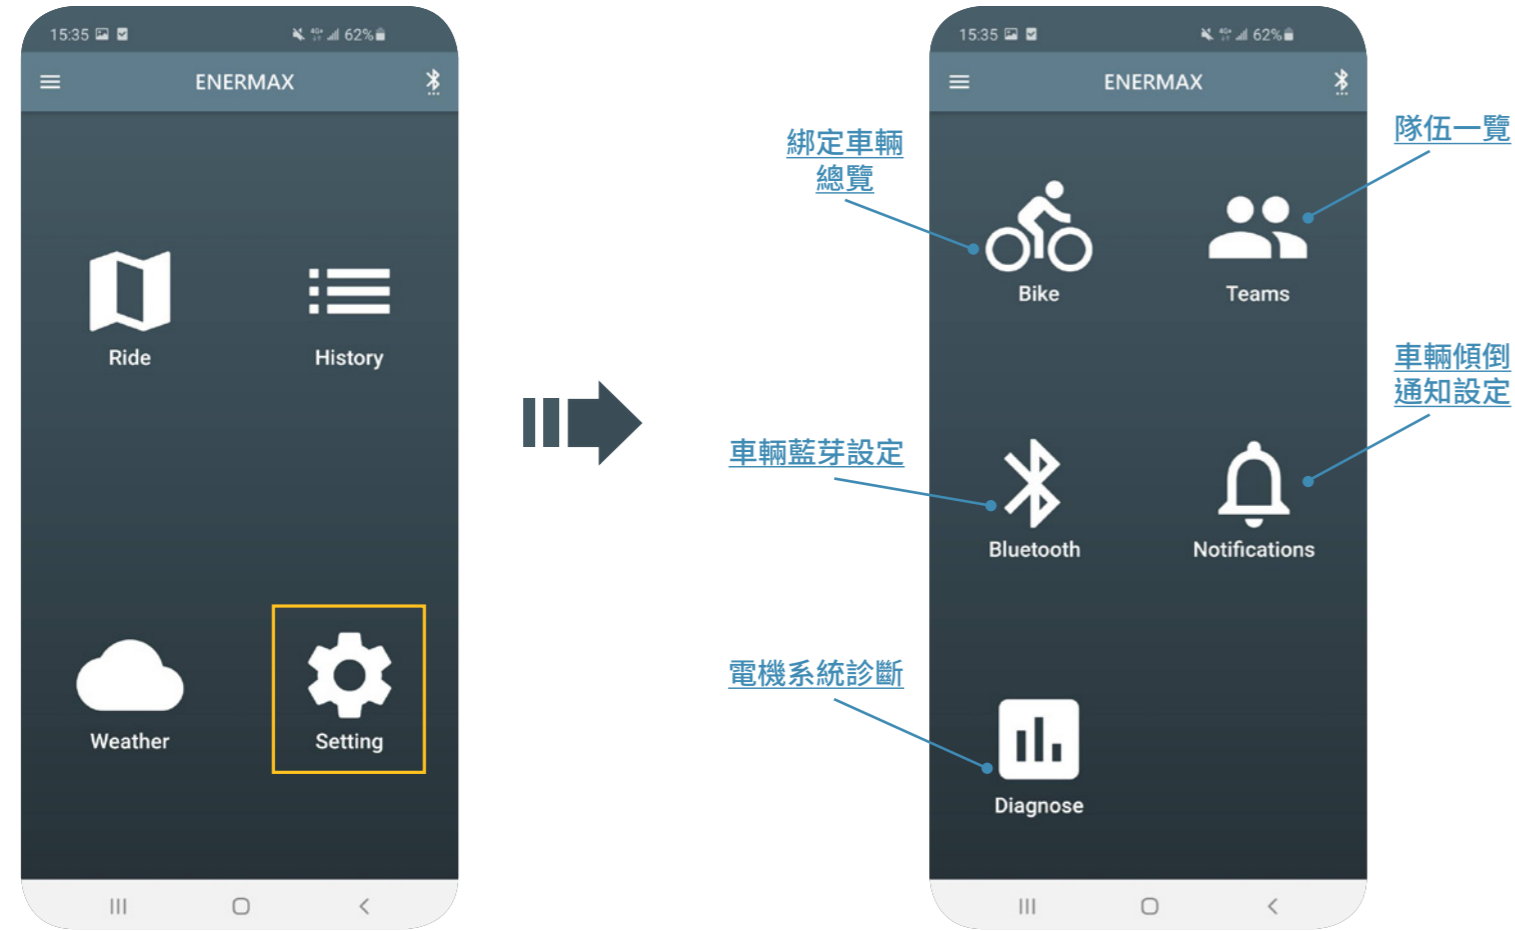 15:35
62%
ENERMAX
Ride
History
Weather
Setting
15:35
62%
ENERMAX
綁定車輛
總覽
隊伍一覽
Bike
Teams
車輛傾倒
通知設定
車輛藍芽設定
Bluetooth
Notifications
電機系統診斷
Diagnose